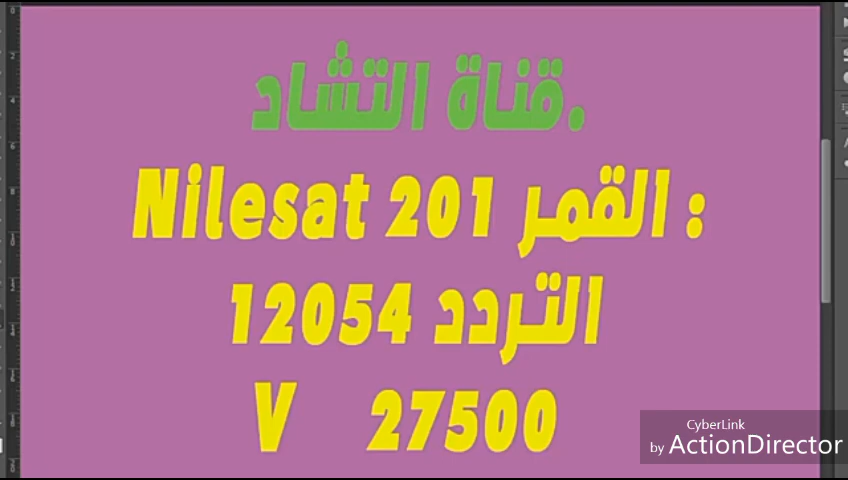 .قناة التشاد
: القمر Nilesat 201
التردد 12054
V 27500
CyberLink
by ActionDirector